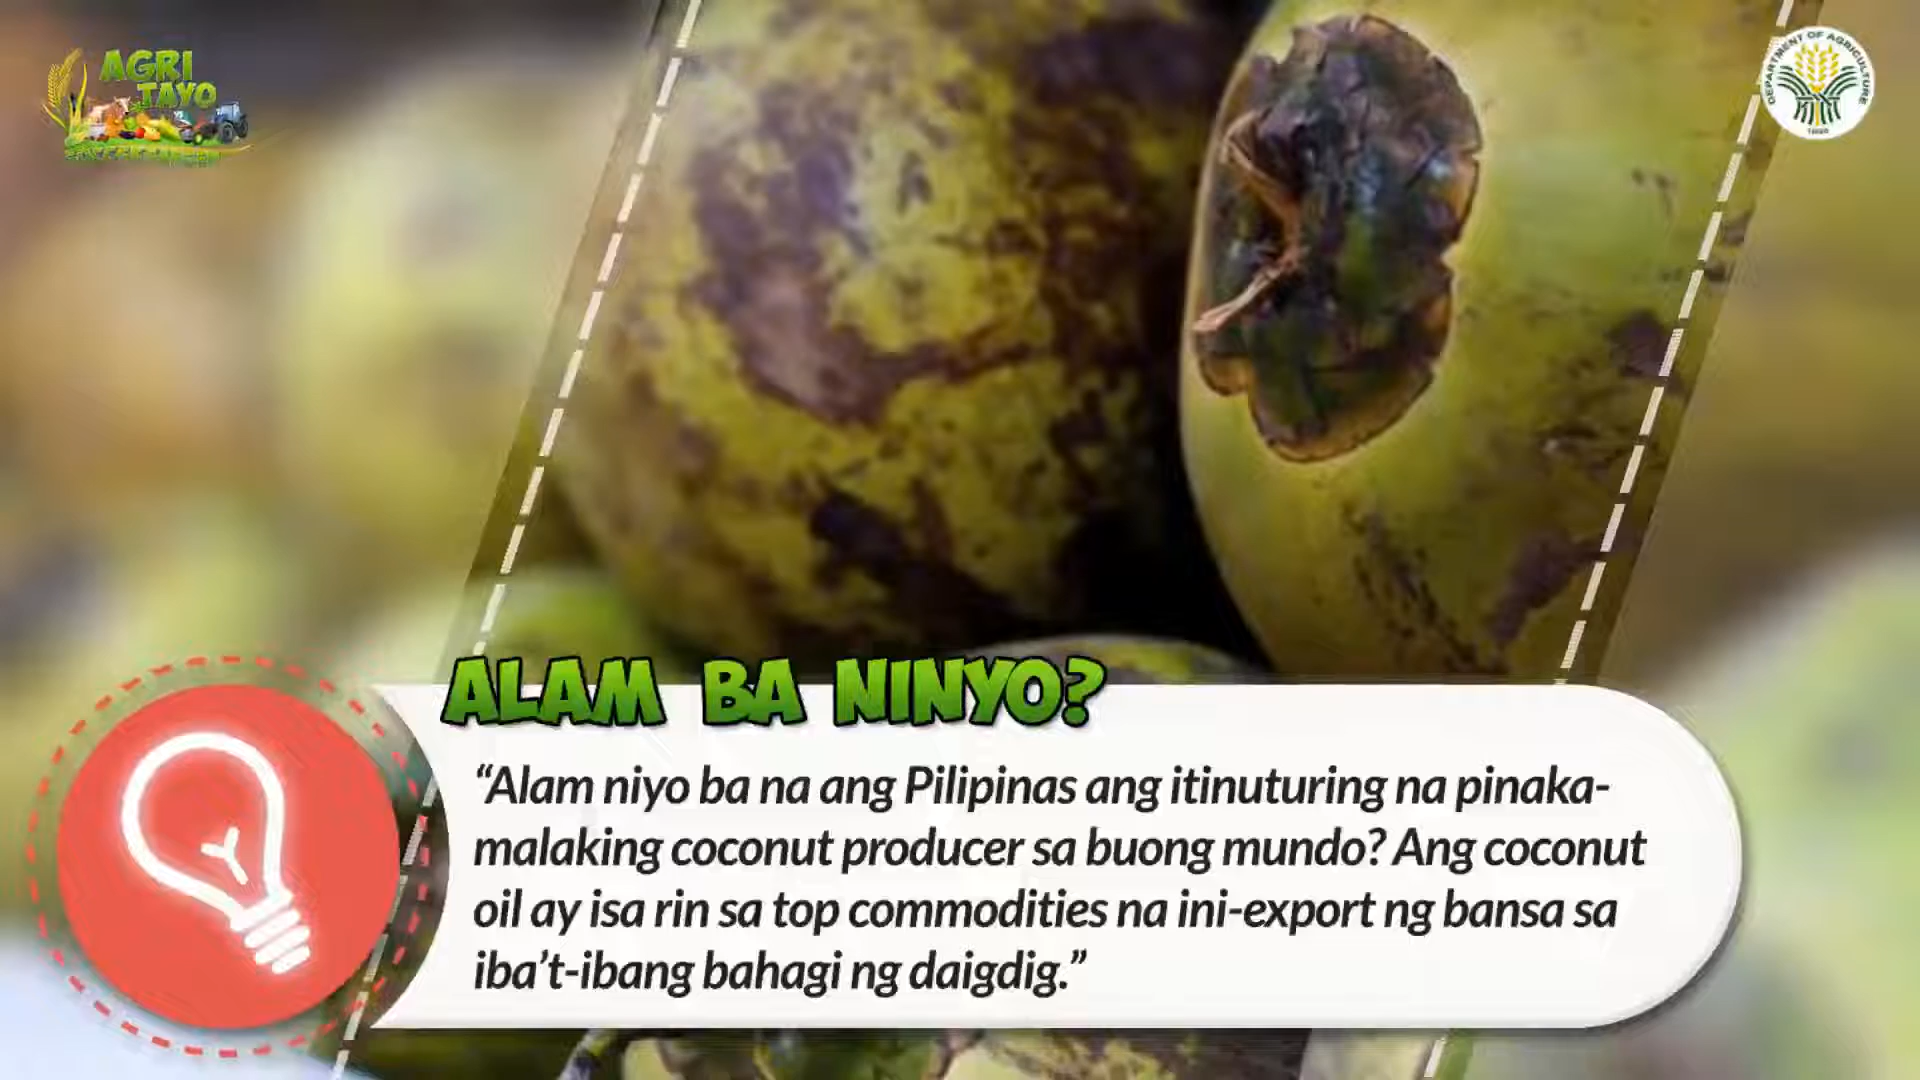 AGRI
TAYO
DEPARTMENT OF AGRICULTURE
ALAM BA NINYO?
“Alam niyo ba na ang Pilipinas ang itinuturing na pinaka-
malaking coconut producer sa buong mundo? Ang coconut
oil ay isa rin sa top commodities na ini-export ng bansa sa
iba’t-ibang bahagi ng daigdig.”